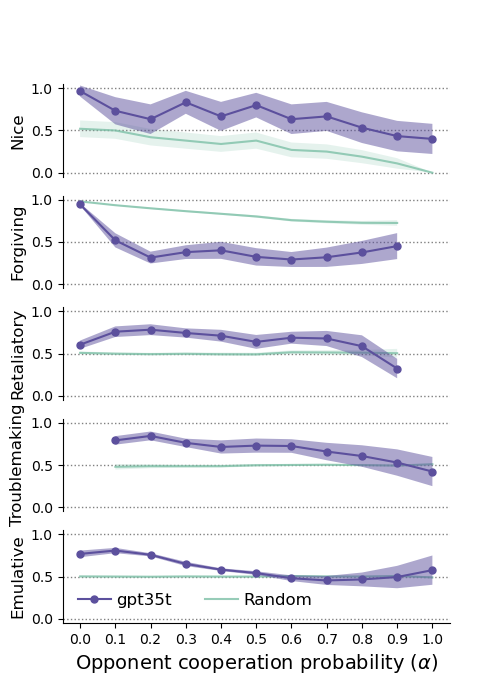 Nice
1.0
0.5
0.0
Forgiving
1.0
0.5
0.0
Retaliatory
1.0
0.5
0.0
Troublemaking
1.0
0.5
0.0
Emulative
1.0
0.5
0.0
gpt35t Random
0.0 0.1 0.2 0.3 0.4 0.5 0.6 0.7 0.8 0.9 1.0
Opponent cooperation probability (α)